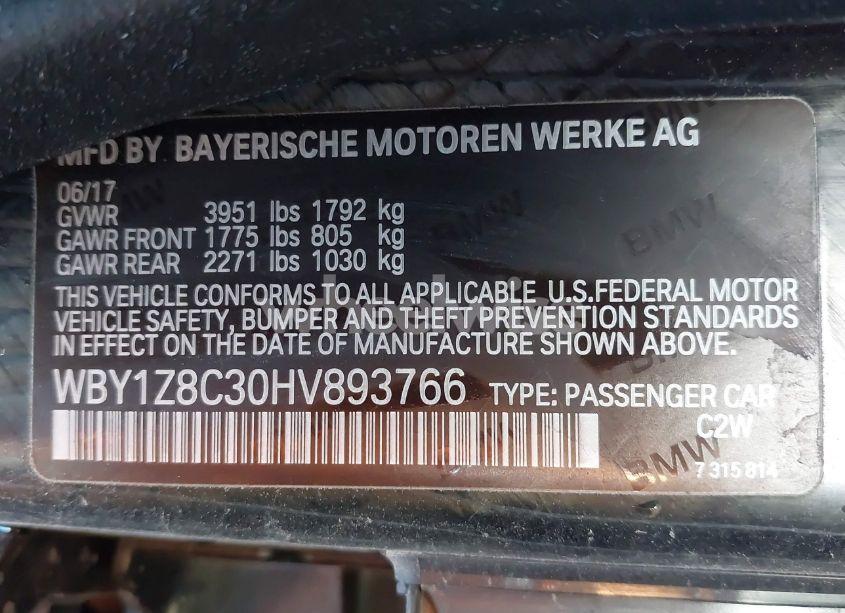 MFD BY BAYERISCHE MOTOREN WERKE AG
06/17
GVWR 3951 lbs 1792 kg
GAWR FRONT 1775 lbs 805 kg
GAWR REAR 2271 lbs 1030 kg
THIS VEHICLE CONFORMS TO ALL APPLICABLE U.S.FEDERAL MOTOR
VEHICLE SAFETY, BUMPER AND THEFT PREVENTION STANDARDS
IN EFFECT ON THE DATE OF MANUFACTURE SHOWN ABOVE.
WBY1Z8C30HV893766 TYPE: PASSENGER CAR
C2W
BMW
BMW
BMW
7 315 814